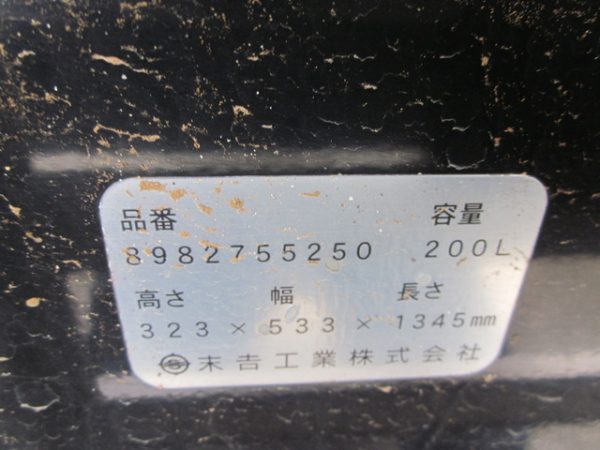 品番 容量
8982755250 200L
高さ 幅 長さ
323 × 533 × 1345mm
末吉工業株式会社